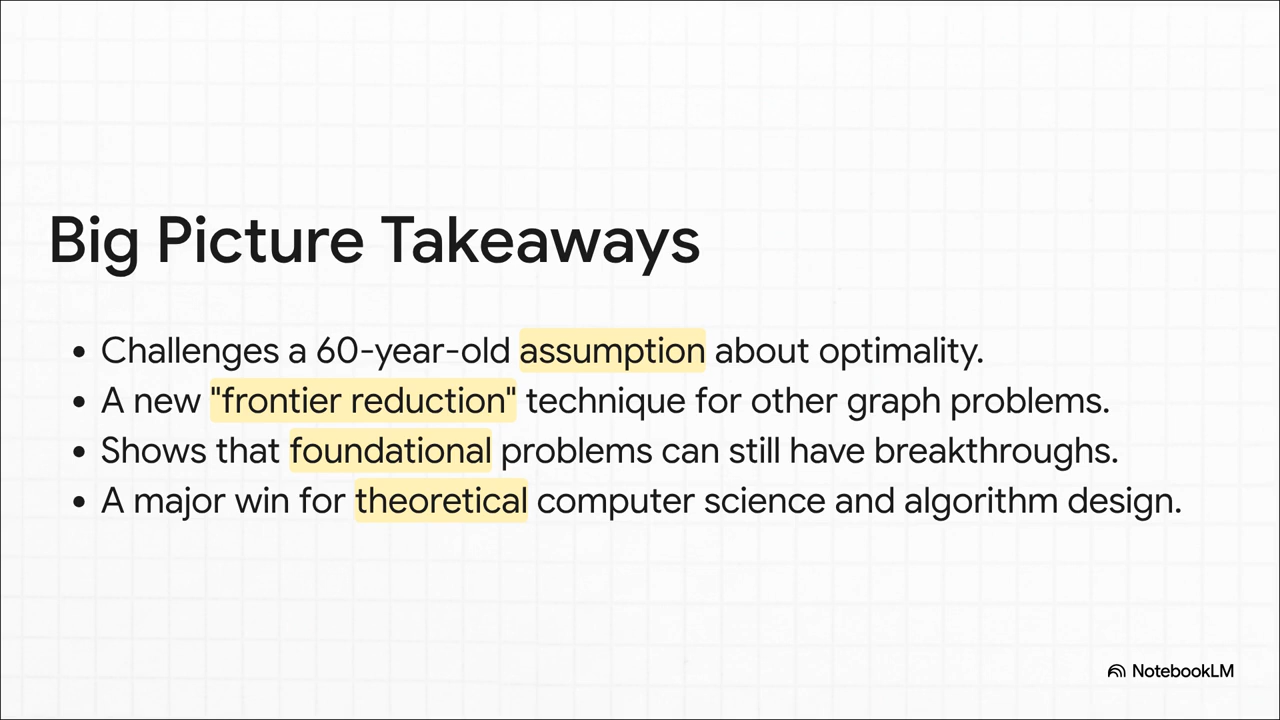 Big Picture Takeaways
• Challenges a 60-year-old assumption about optimality.
• A new "frontier reduction" technique for other graph problems.
• Shows that foundational problems can still have breakthroughs.
• A major win for theoretical computer science and algorithm design.
NotebookLM